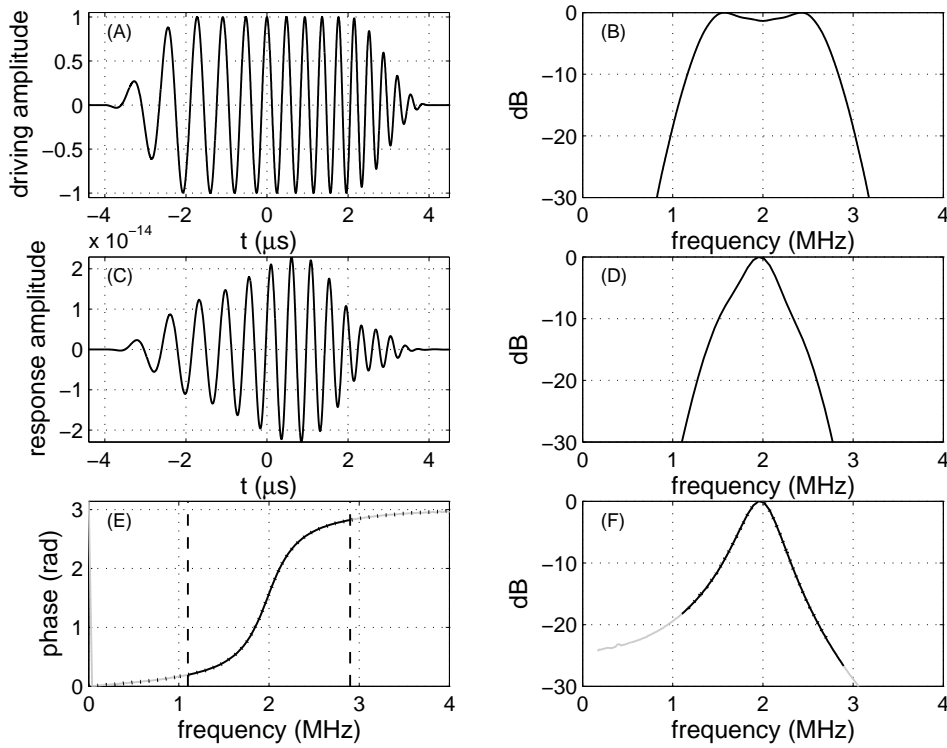 (A)
driving amplitude
1
0.5
0
−0.5
−1
−4 −2 0 2 4
t (μs)
(B)
dB
0
−10
−20
−30
0 1 2 3 4
frequency (MHz)
x 10⁻¹⁴
(C)
response amplitude
2
1
0
−1
−2
−4 −2 0 2 4
t (μs)
(D)
dB
0
−10
−20
−30
0 1 2 3 4
frequency (MHz)
(E)
phase (rad)
3
2
1
0
0 1 2 3 4
frequency (MHz)
(F)
dB
0
−10
−20
−30
0 1 2 3 4
frequency (MHz)